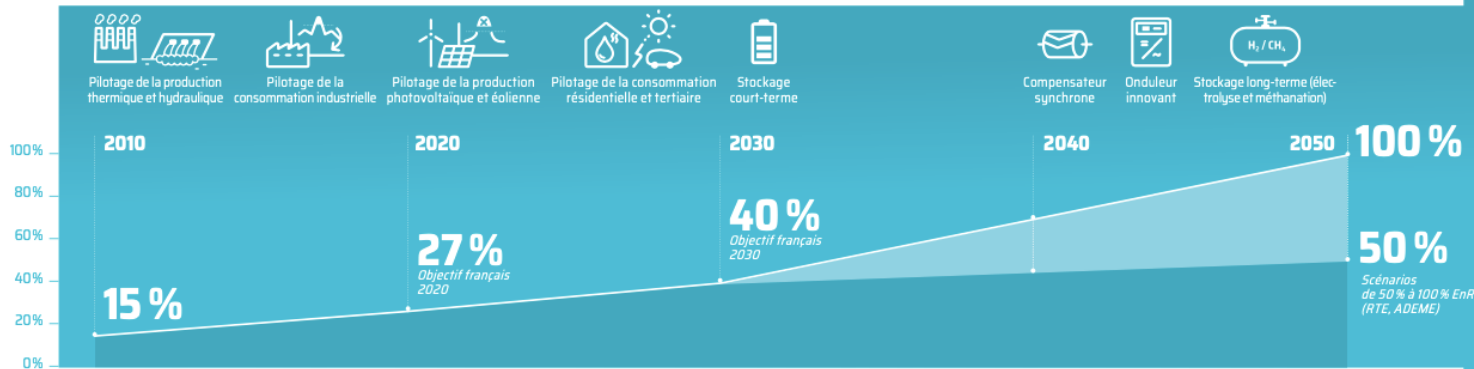 Pilotage de la production
thermique et hydraulique
Pilotage de la
consommation industrielle
Pilotage de la production
photovoltaïque et éolienne
Pilotage de la consommation
résidentielle et tertiaire
Stockage
court-terme
Compensateur
synchrone
Onduleur
innovant
H₂ / CH₄
Stockage long-terme (élec-
trolyse et méthanation)
2010
2020
2030
2040
2050
100 %
100%
80%
60%
40%
20%
0%
15 %
27 %
Objectif français
2020
40 %
Objectif français
2030
50 %
Scénarios
de 50 % à 100 % EnR
(RTE, ADEME)